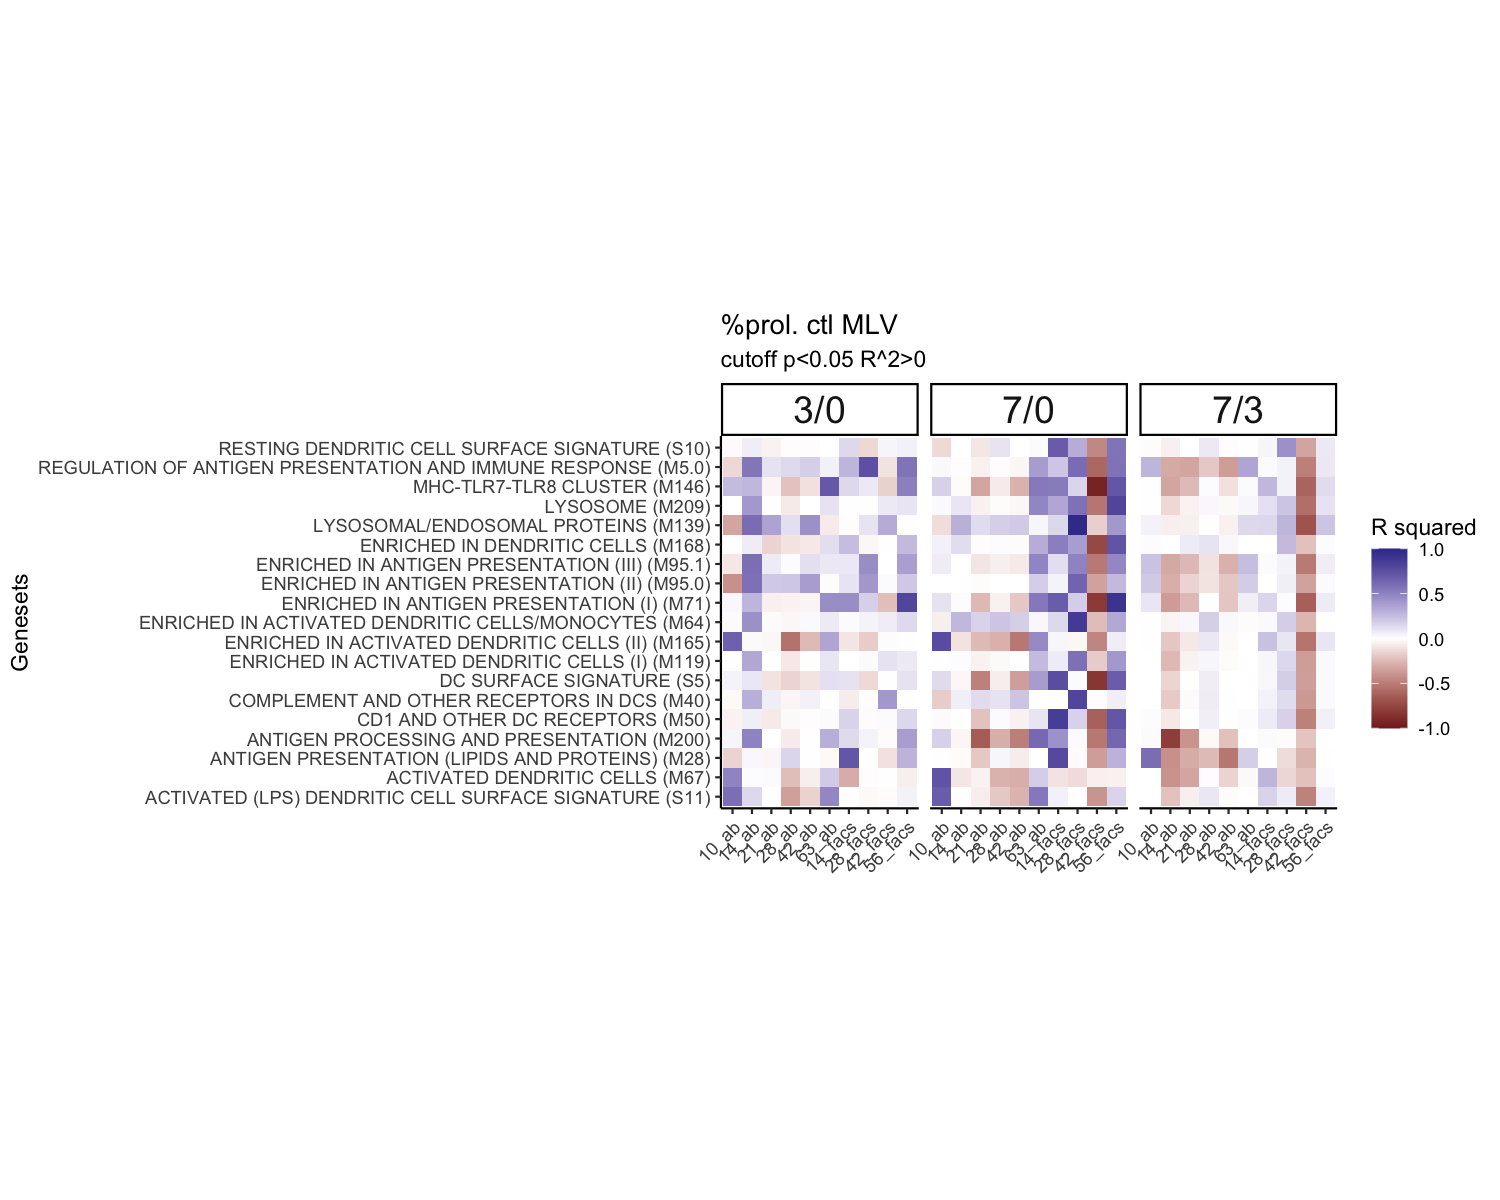 %prol. ctl MLV
cutoff p<0.05 R^2>0
3/0 7/0 7/3
Genesets
RESTING DENDRITIC CELL SURFACE SIGNATURE (S10)
REGULATION OF ANTIGEN PRESENTATION AND IMMUNE RESPONSE (M5.0)
MHC-TLR7-TLR8 CLUSTER (M146)
LYSOSOME (M209)
LYSOSOMAL/ENDOSOMAL PROTEINS (M139)
ENRICHED IN DENDRITIC CELLS (M168)
ENRICHED IN ANTIGEN PRESENTATION (III) (M95.1)
ENRICHED IN ANTIGEN PRESENTATION (II) (M95.0)
ENRICHED IN ANTIGEN PRESENTATION (I) (M71)
ENRICHED IN ACTIVATED DENDRITIC CELLS/MONOCYTES (M64)
ENRICHED IN ACTIVATED DENDRITIC CELLS (II) (M165)
ENRICHED IN ACTIVATED DENDRITIC CELLS (I) (M119)
DC SURFACE SIGNATURE (S5)
COMPLEMENT AND OTHER RECEPTORS IN DCS (M40)
CD1 AND OTHER DC RECEPTORS (M50)
ANTIGEN PROCESSING AND PRESENTATION (M200)
ANTIGEN PRESENTATION (LIPIDS AND PROTEINS) (M28)
ACTIVATED DENDRITIC CELLS (M67)
ACTIVATED (LPS) DENDRITIC CELL SURFACE SIGNATURE (S11)
10_ab 14_ab 21_ab 28_ab 42_ab 63_ab 14_facs 28_facs 42_facs 56_facs
10_ab 14_ab 21_ab 28_ab 42_ab 63_ab 14_facs 28_facs 42_facs 56_facs
10_ab 14_ab 21_ab 28_ab 42_ab 63_ab 14_facs 28_facs 42_facs 56_facs
R squared
1.0
0.5
0.0
-0.5
-1.0